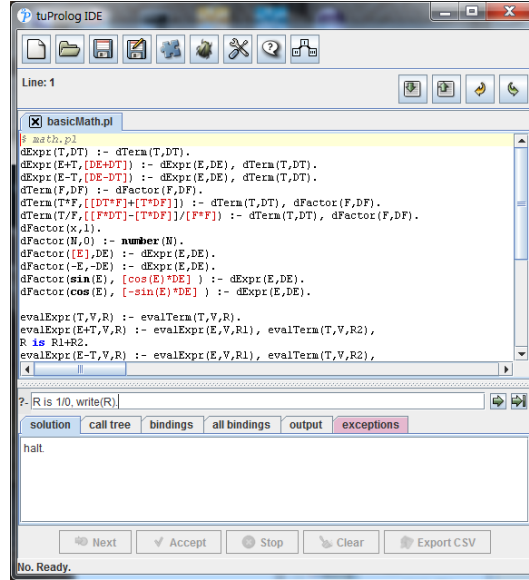 tuProlog IDE
Line: 1
basicMath.pl
% math.pl
dExpr(T,DT) :- dTerm(T,DT).
dExpr(E+T,[DE+DT]) :- dExpr(E,DE), dTerm(T,DT).
dExpr(E-T,[DE-DT]) :- dExpr(E,DE), dTerm(T,DT).
dTerm(F,DF) :- dFactor(F,DF).
dTerm(T*F,[[DT*F]+[T*DF]]) :- dTerm(T,DT), dFactor(F,DF).
dTerm(T/F,[[F*DT]-[T*DF]]/[F*F]) :- dTerm(T,DT), dFactor(F,DF).
dFactor(x,1).
dFactor(N,0) :- number(N).
dFactor([E],DE) :- dExpr(E,DE).
dFactor(-E,-DE) :- dExpr(E,DE).
dFactor(sin(E), [cos(E)*DE] ) :- dExpr(E,DE).
dFactor(cos(E), [-sin(E)*DE] ) :- dExpr(E,DE).
evalExpr(T,V,R) :- evalTerm(T,V,R).
evalExpr(E+T,V,R) :- evalExpr(E,V,R1), evalTerm(T,V,R2),
R is R1+R2.
evalExpr(E-T,V,R) :- evalExpr(E,V,R1), evalTerm(T,V,R2),
?- R is 1/0, write(R).
solution call tree bindings all bindings output exceptions
halt.
Next Accept Stop Clear Export CSV
No. Ready.